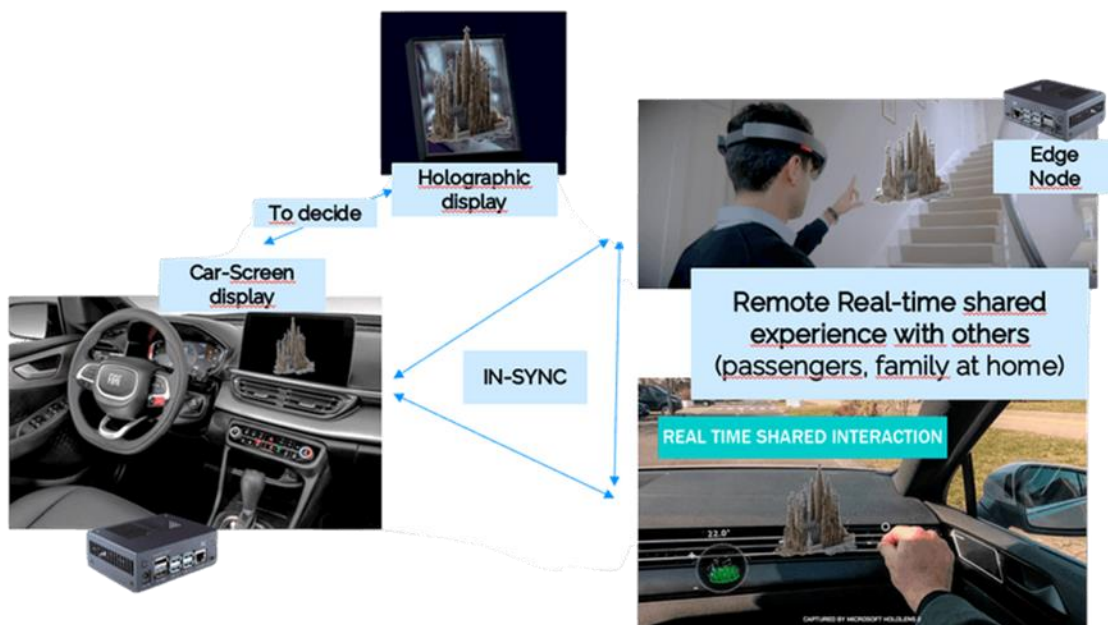 Holographic
display
To decide
Car-Screen
display
Edge
Node
Remote Real-time shared
experience with others
(passengers, family at home)
IN-SYNC
REAL TIME SHARED INTERACTION
FIAT
22.0°
CAPTURED BY MICROSOFT HOLOLENS 2